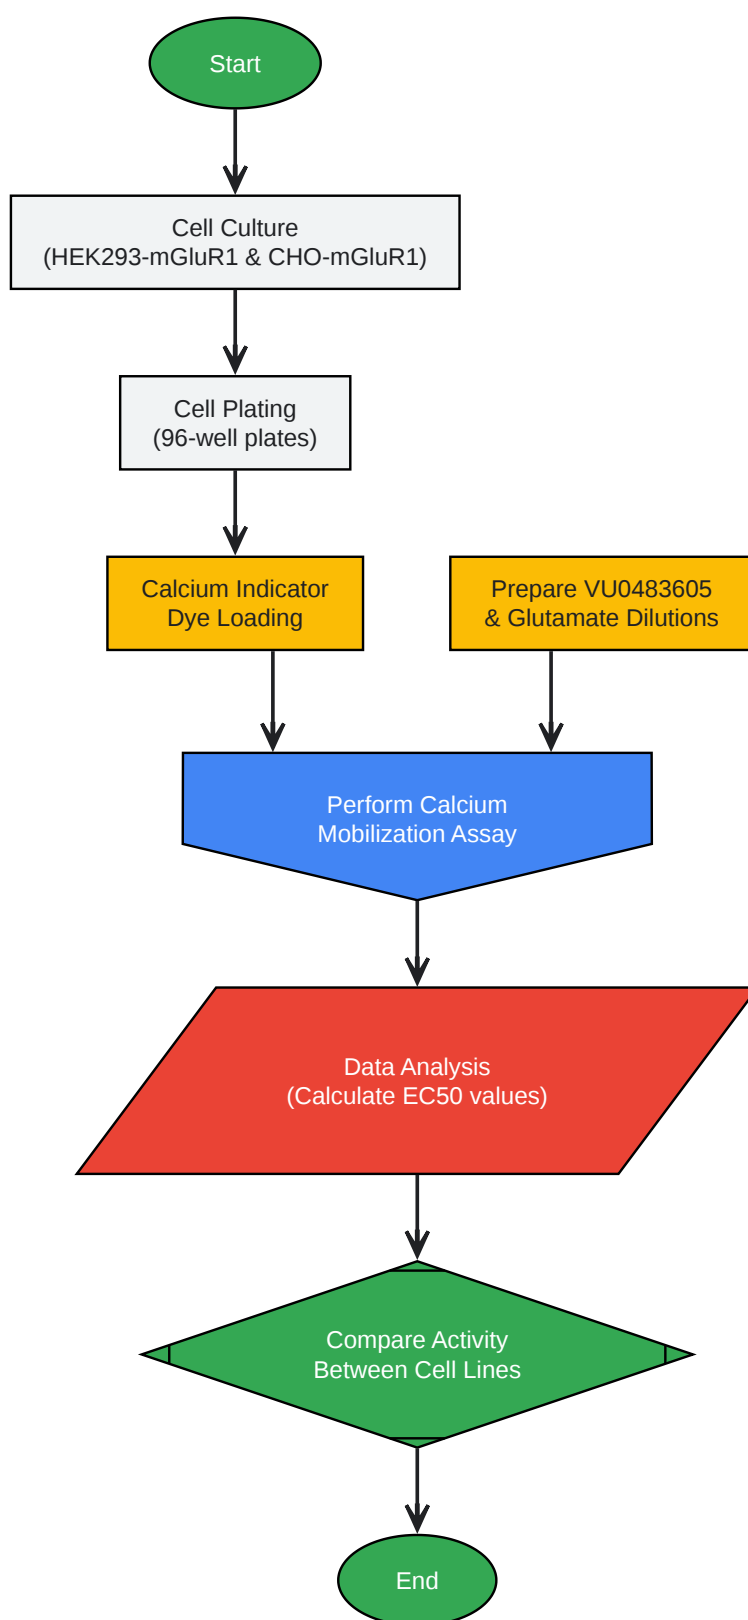 Start
Cell Culture
(HEK293-mGluR1 & CHO-mGluR1)
Cell Plating
(96-well plates)
Calcium Indicator
Dye Loading
Prepare VU0483605
& Glutamate Dilutions
Perform Calcium
Mobilization Assay
Data Analysis
(Calculate EC50 values)
Compare Activity
Between Cell Lines
End